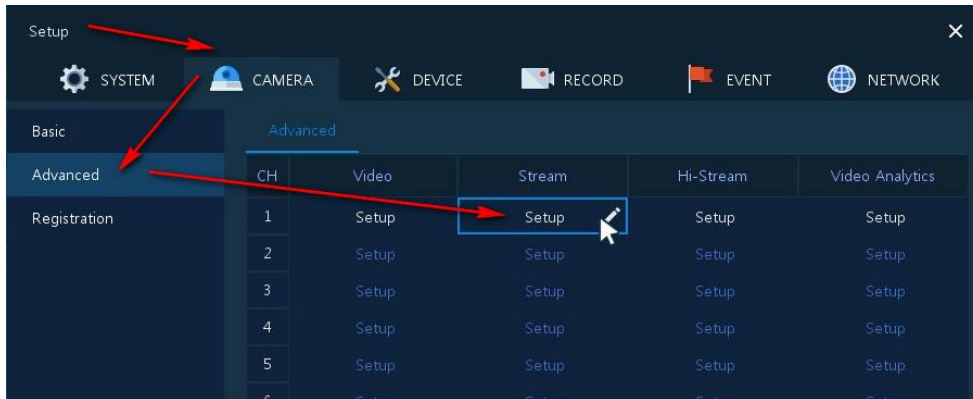 Setup
SYSTEM CAMERA DEVICE RECORD EVENT NETWORK
Basic
Advanced
Registration
Advanced
CH Video Stream Hi-Stream Video Analytics
1 Setup Setup Setup Setup
2 Setup Setup Setup Setup
3 Setup Setup Setup Setup
4 Setup Setup Setup Setup
5 Setup Setup Setup Setup